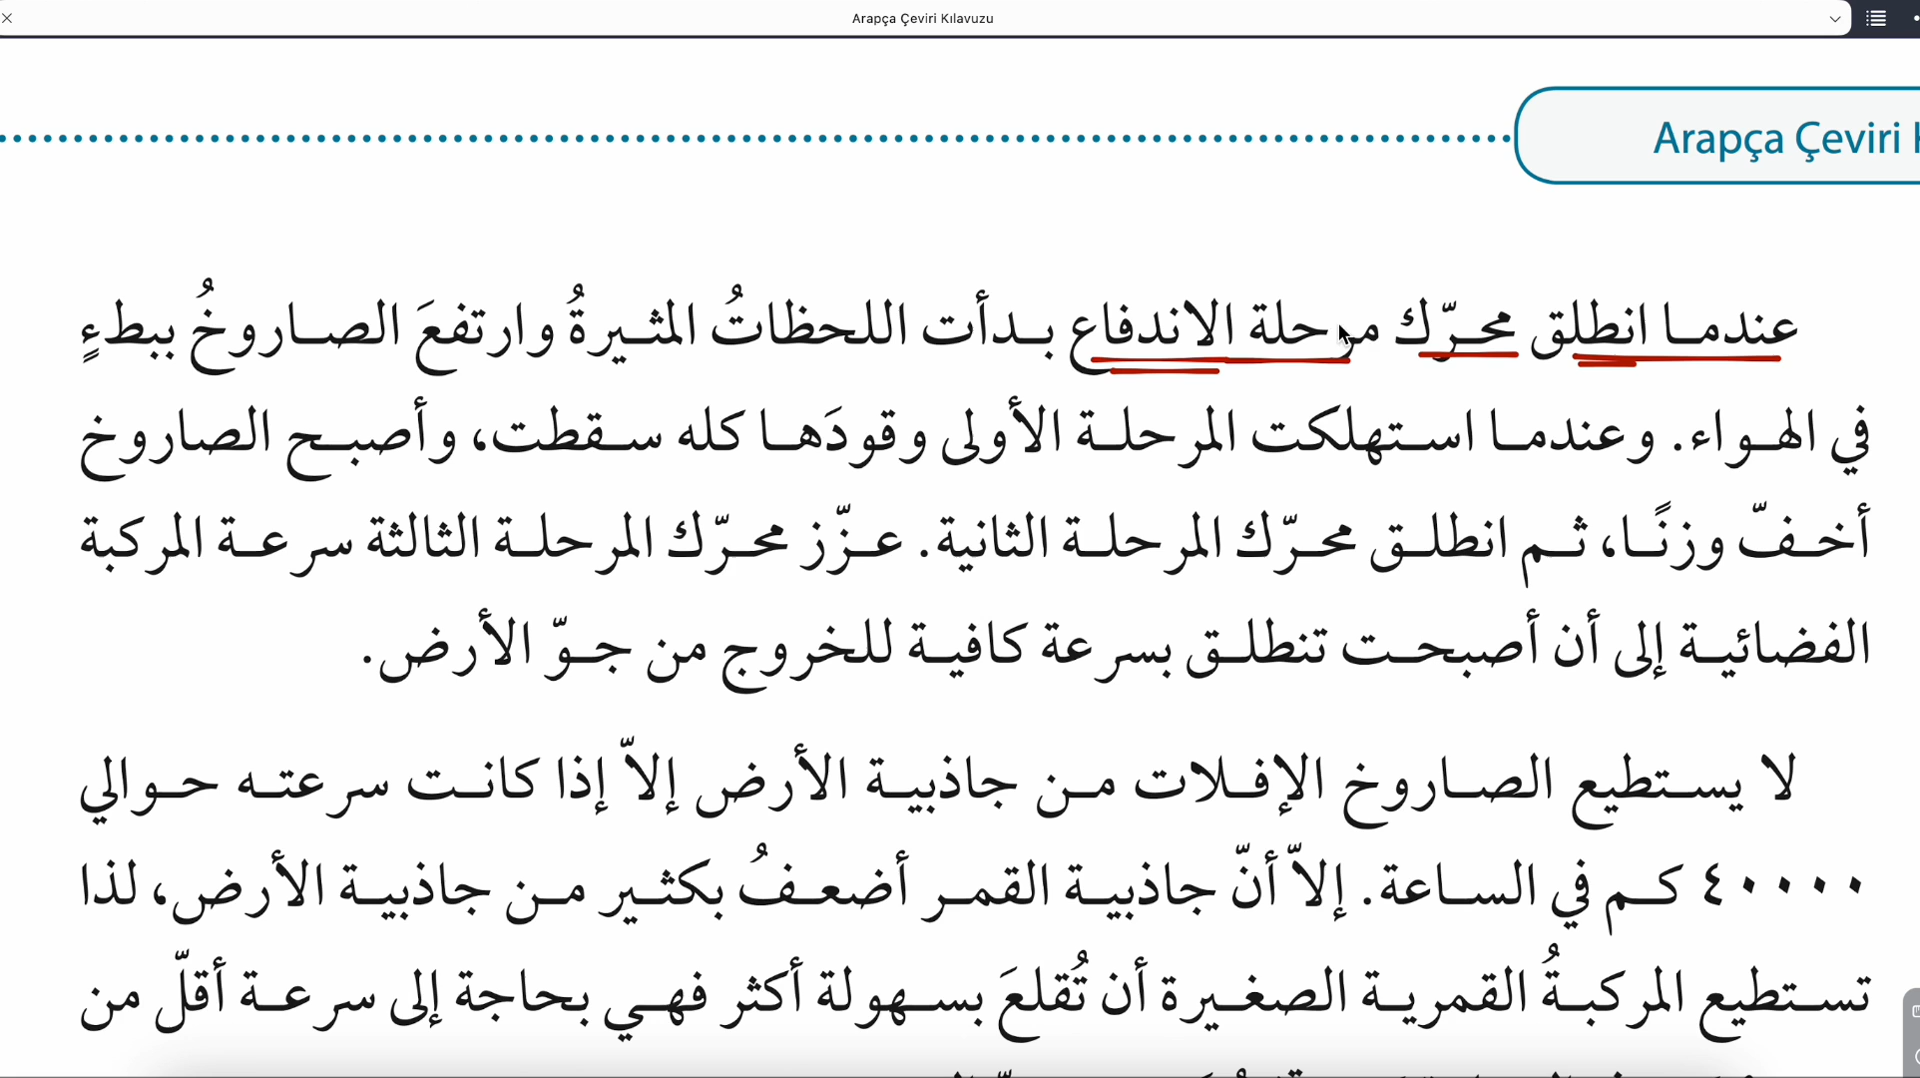 Arapça Çeviri Kılavuzu
Arapça Çeviri
عندما انطلق محرّك مرحلة الاندفاع بدأت اللحظاتُ المثيرةُ وارتفعَ الصاروخُ ببطءٍ
في الهواء. وعندما استهلكت المرحلة الأولى وقودَها كله سقطت، وأصبح الصاروخ
أخفّ وزنًا، ثم انطلق محرّك المرحلة الثانية. عزّز محرّك المرحلة الثالثة سرعة المركبة
الفضائية إلى أن أصبحت تنطلق بسرعة كافية للخروج من جوّ الأرض.
لا يستطيع الصاروخ الإفلات من جاذبية الأرض إلاّ إذا كانت سرعته حوالي
٤٠٠٠٠ كم في الساعة. إلاّ أنّ جاذبية القمر أضعفُ بكثير من جاذبية الأرض، لذا
تستطيع المركبةُ القمرية الصغيرة أن تُقلعَ بسهولة أكثر فهي بحاجة إلى سرعة أقلّ من